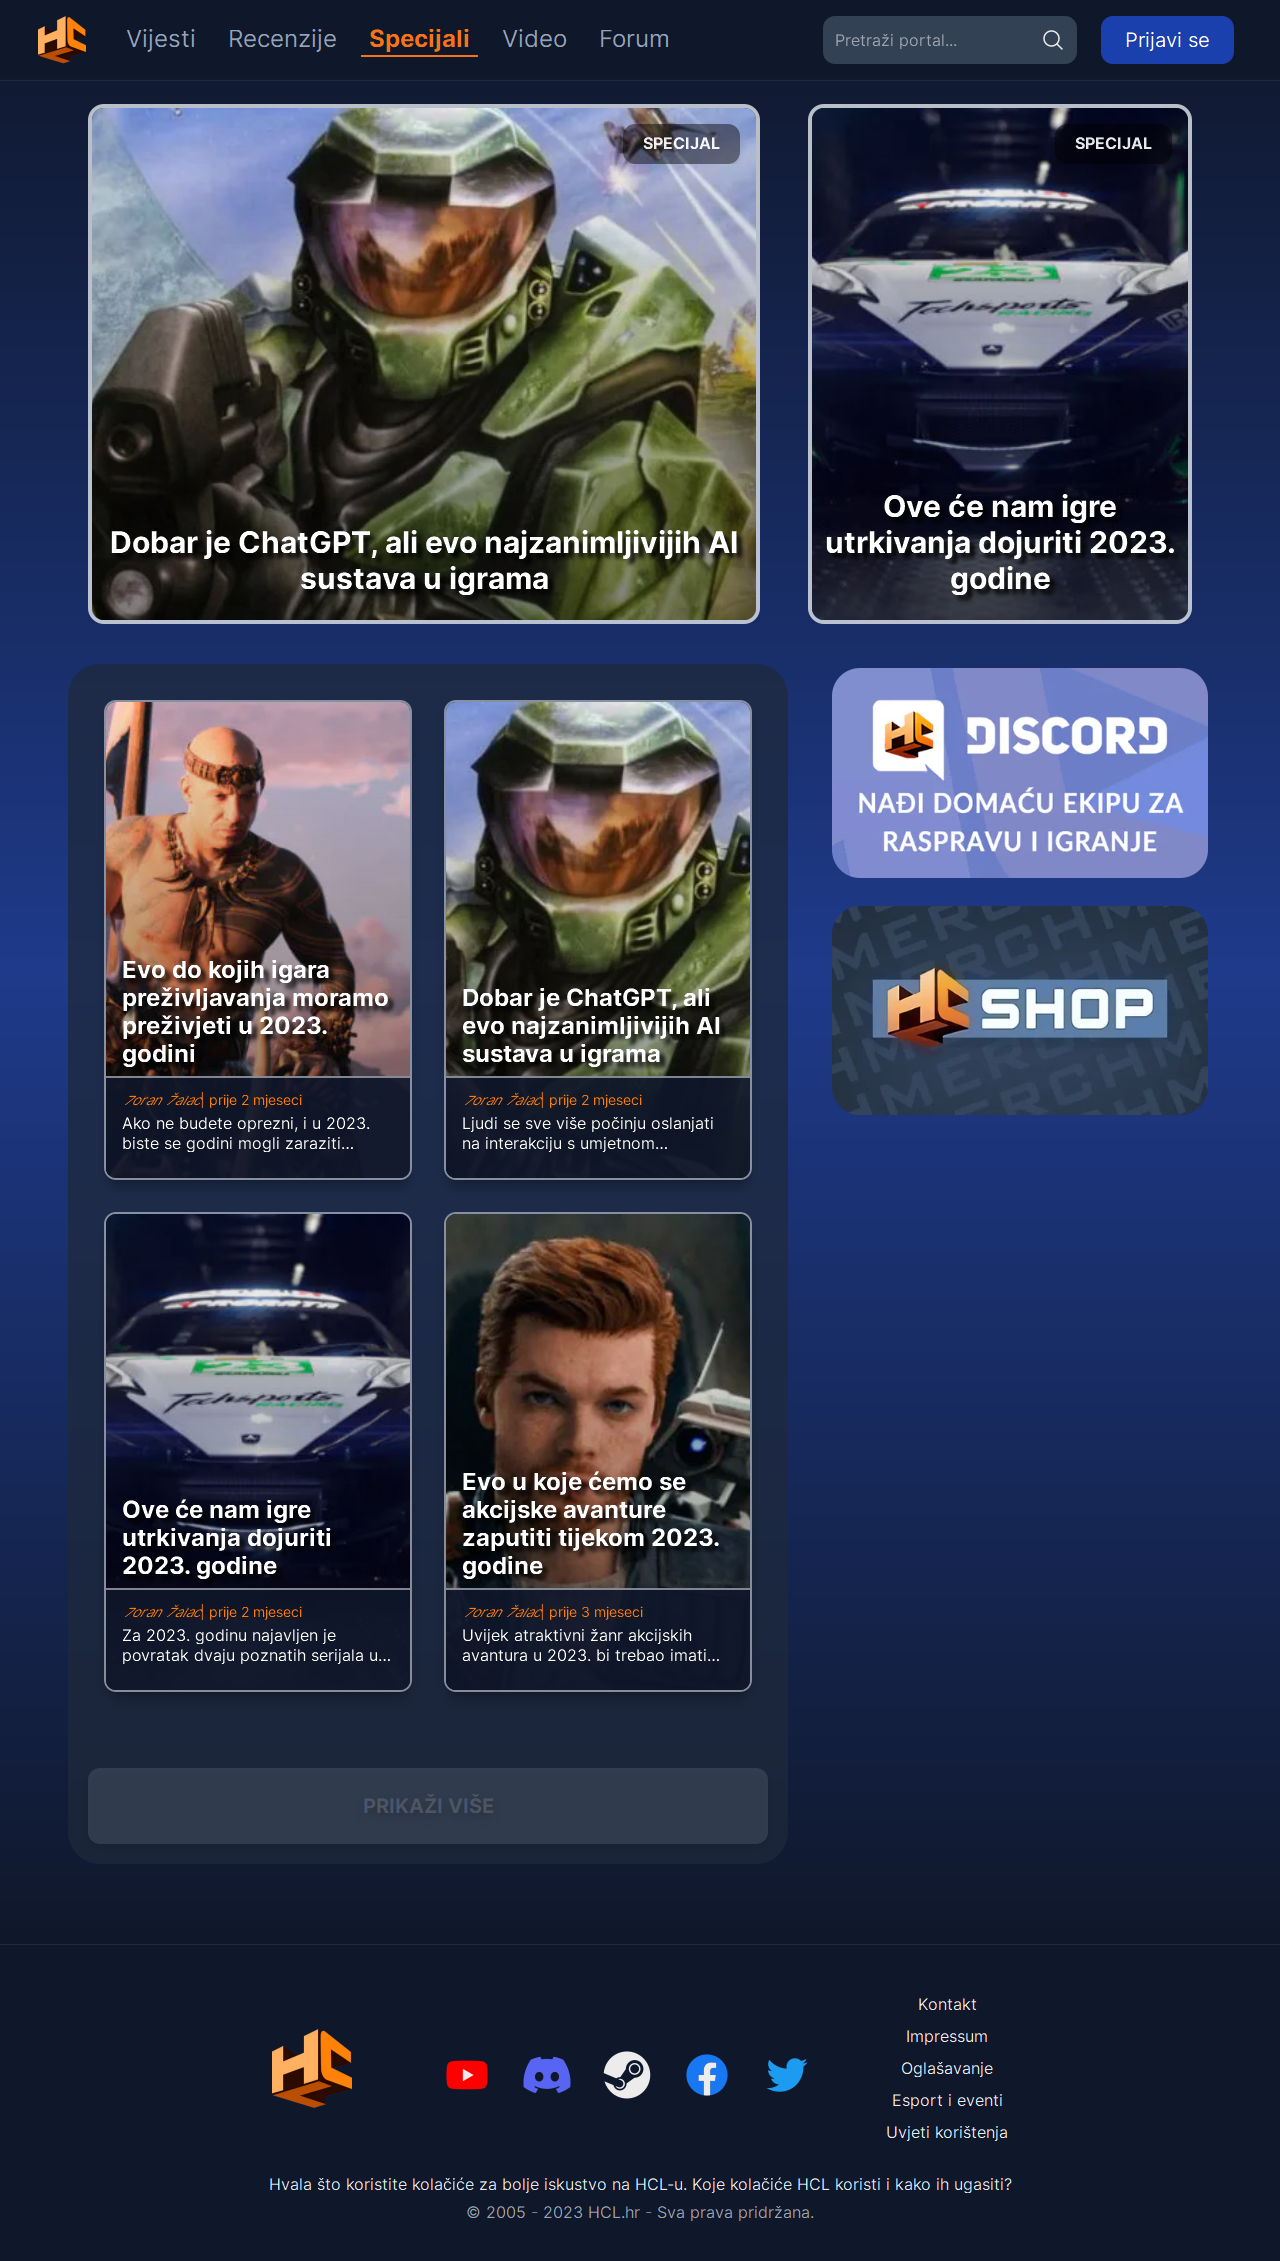 HC
Vijesti
Recenzije
Specijali
Video
Forum
Pretraži portal...
Prijavi se
SPECIJAL
Dobar je ChatGPT, ali evo najzanimljivijih AI
sustava u igrama
SPECIJAL
Techsports
RACING
Ove će nam igre
utrkivanja dojuriti 2023.
godine
Evo do kojih igara
preživljavanja moramo
preživjeti u 2023.
godini
Zoran Žalac| prije 2 mjeseci
Ako ne budete oprezni, i u 2023.
biste se godini mogli zaraziti...
Dobar je ChatGPT, ali
evo najzanimljivijih AI
sustava u igrama
Zoran Žalac| prije 2 mjeseci
Ljudi se sve više počinju oslanjati
na interakciju s umjetnom...
HC DISCORD
NAĐI DOMAĆU EKIPU ZA
RASPRAVU I IGRANJE
MERCH
HC SHOP
Techsports
Ove će nam igre
utrkivanja dojuriti
2023. godine
Zoran Žalac| prije 2 mjeseci
Za 2023. godinu najavljen je
povratak dvaju poznatih serijala u...
Evo u koje ćemo se
akcijske avanture
zaputiti tijekom 2023.
godine
Zoran Žalac| prije 3 mjeseci
Uvijek atraktivni žanr akcijskih
avantura u 2023. bi trebao imati...
PRIKAŽI VIŠE
HC
Kontakt
Impressum
Oglašavanje
Esport i eventi
Uvjeti korištenja
Hvala što koristite kolačiće za bolje iskustvo na HCL-u. Koje kolačiće HCL koristi i kako ih ugasiti?
© 2005 - 2023 HCL.hr - Sva prava pridržana.